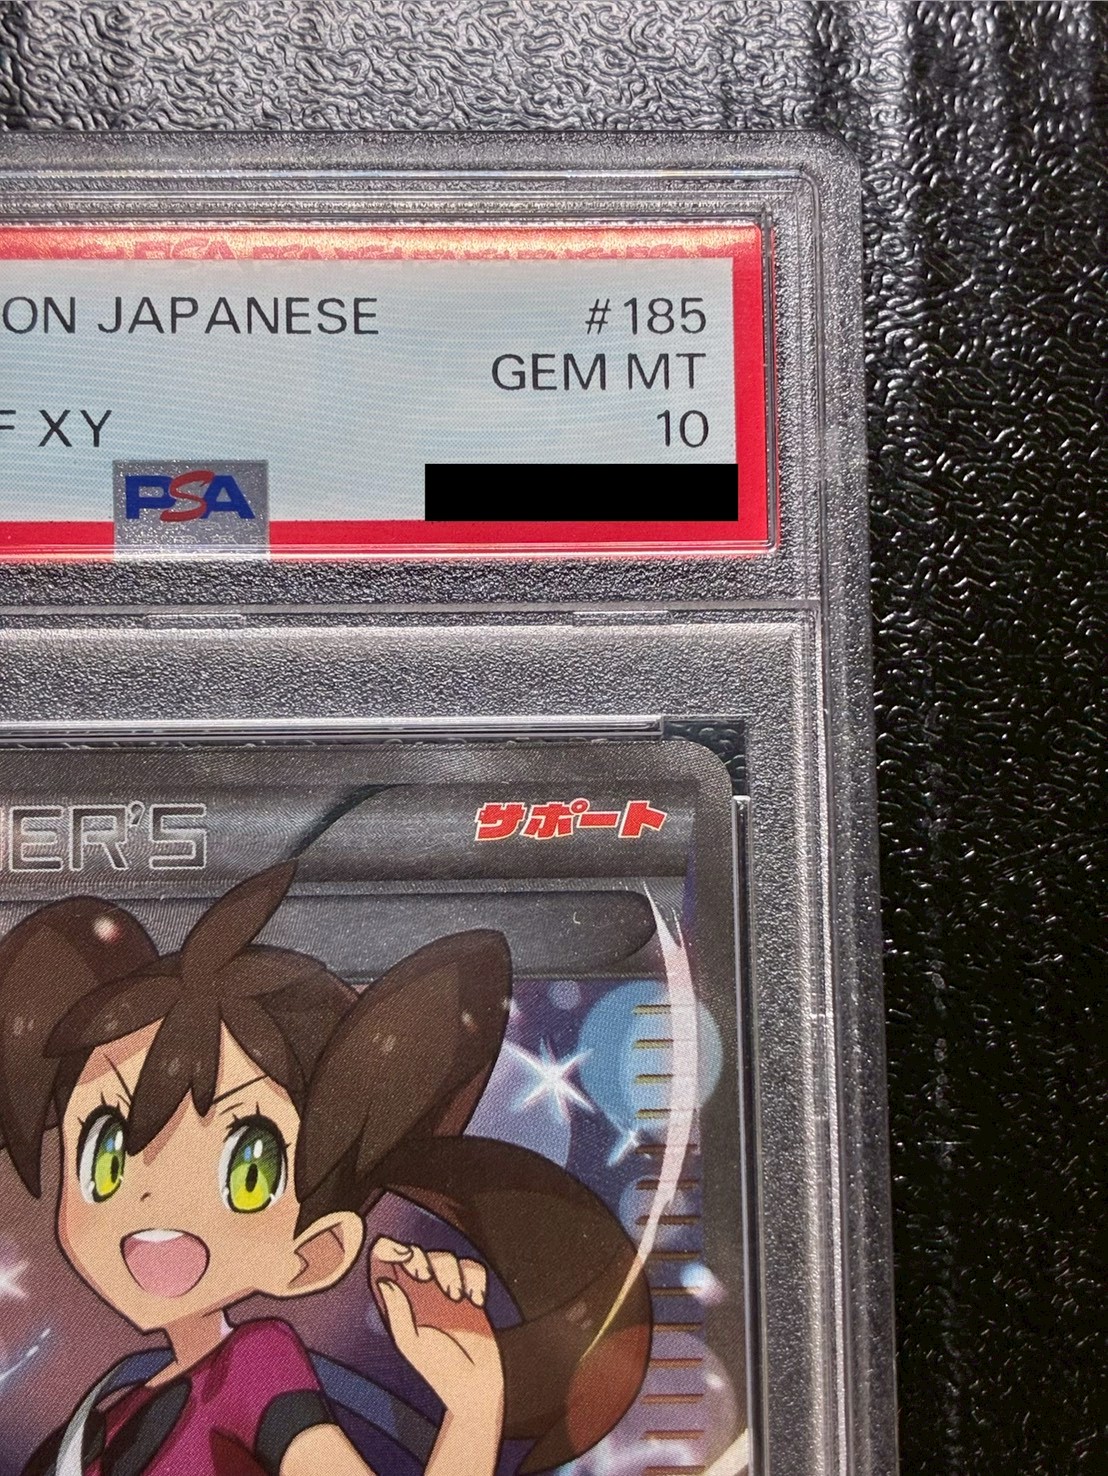 ON JAPANESE #185
GEM MT
F XY 10
PSA
ER'S サポート